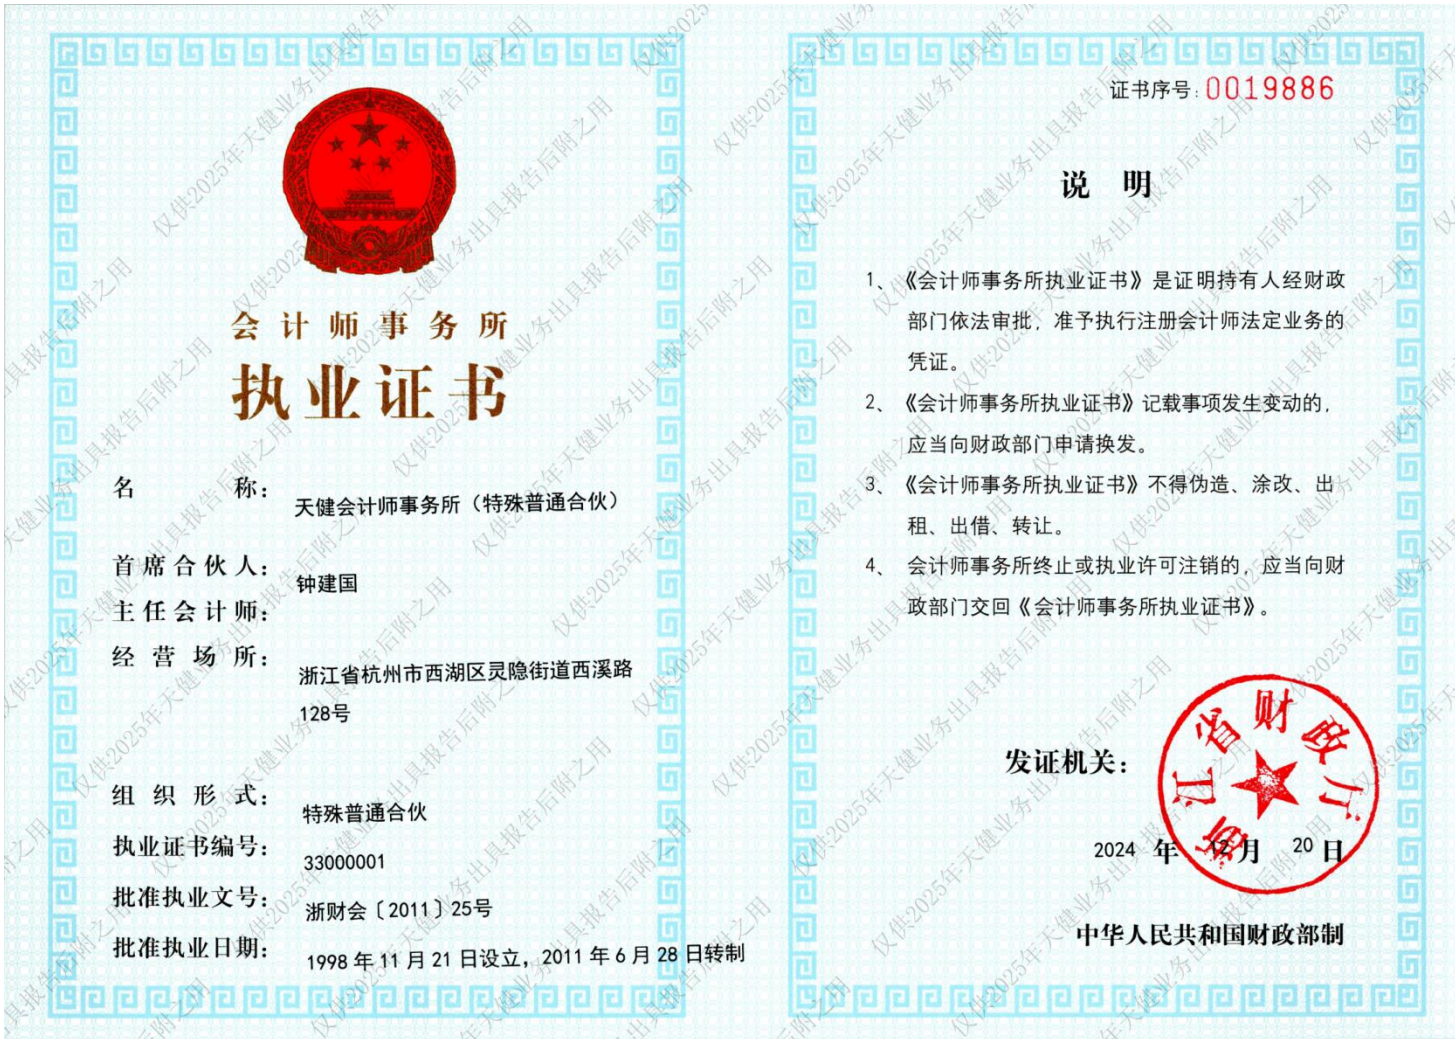 会计师事务所
执业证书
名 称： 天健会计师事务所（特殊普通合伙）
首席合伙人： 钟建国
主任会计师：
经营场所： 浙江省杭州市西湖区灵隐街道西溪路
128号
组织形式： 特殊普通合伙
执业证书编号： 33000001
批准执业文号： 浙财会〔2011〕25号
批准执业日期： 1998年11月21日设立，2011年6月28日转制
证书序号：0019886
说 明
1、《会计师事务所执业证书》是证明持有人经财政
部门依法审批，准予执行注册会计师法定业务的
凭证。
2、《会计师事务所执业证书》记载事项发生变动的，
应当向财政部门申请换发。
3、《会计师事务所执业证书》不得伪造、涂改、出
租、出借、转让。
4、会计师事务所终止或执业许可注销的，应当向财
政部门交回《会计师事务所执业证书》。
发证机关：
浙江省财政厅
2024年12月20日
中华人民共和国财政部制
仅供2025年天健业务出具报告后附之用